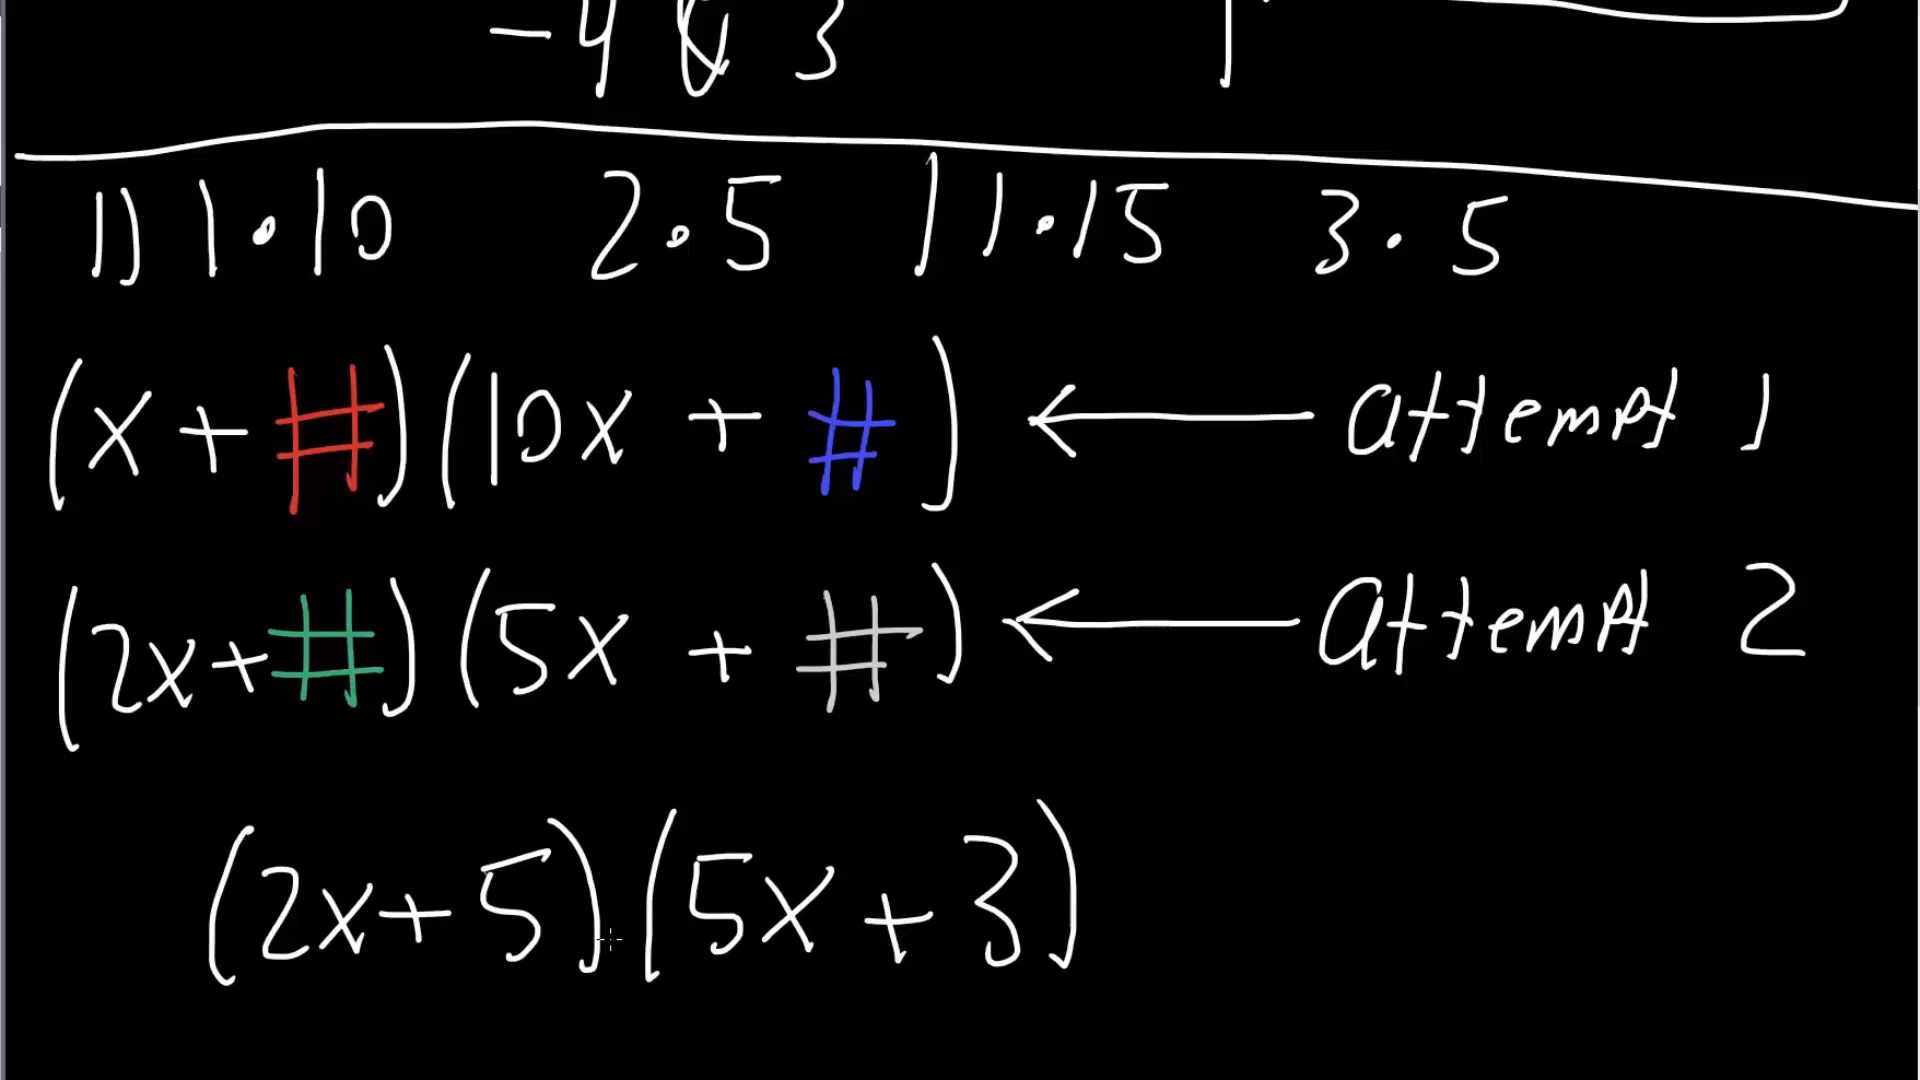 -4 3
1) 1·10 2·5 | 1·15 3·5
(x + #)(10x + #) ← attempt 1
(2x+#)(5x + #) ← attempt 2
(2x+5)(5x+3)